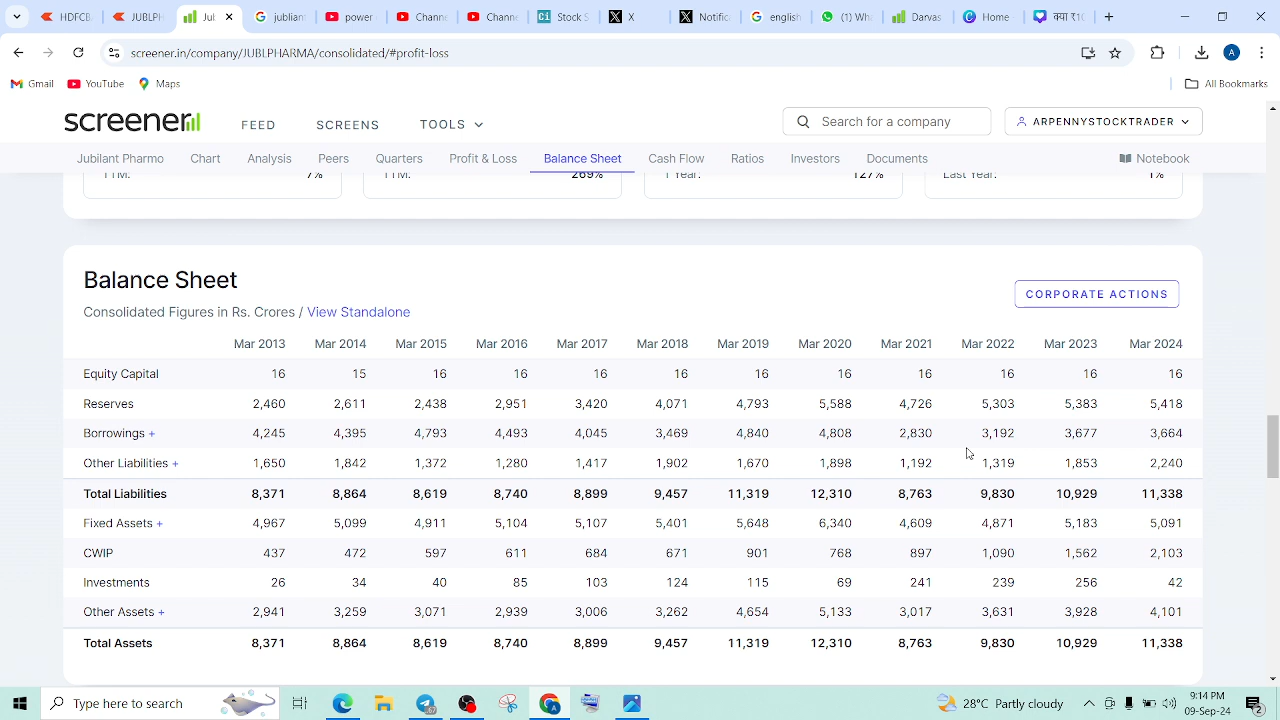 HDFCB
JUBLPH
Jub
jubilant
HDFC
Channe
Channe
Stock S
X
Notific
english
(1) Wha
Darvas
Home
screener.in/company/JUBLPHARMA/consolidated/#profit-loss
A
Gmail YouTube Maps All Bookmarks
screener FEED SCREENS TOOLS Search for a company ARPENNYSTOCKTRADER
Jubilant Pharmo Chart Analysis Peers Quarters Profit & Loss Balance Sheet Cash Flow Ratios Investors Documents Notebook
TTM: 7% TTM: 269% 1 Year: 127% Last Year: 1%
Balance Sheet
CORPORATE ACTIONS
Consolidated Figures in Rs. Crores / View Standalone
Mar 2013 Mar 2014 Mar 2015 Mar 2016 Mar 2017 Mar 2018 Mar 2019 Mar 2020 Mar 2021 Mar 2022 Mar 2023 Mar 2024
Equity Capital 16 15 16 16 16 16 16 16 16 16 16 16
Reserves 2,460 2,611 2,438 2,951 3,420 4,071 4,793 5,588 4,726 5,303 5,383 5,418
Borrowings + 4,245 4,395 4,793 4,493 4,045 3,469 4,840 4,808 2,830 3,192 3,677 3,664
Other Liabilities + 1,650 1,842 1,372 1,280 1,417 1,902 1,670 1,898 1,192 1,319 1,853 2,240
Total Liabilities 8,371 8,864 8,619 8,740 8,899 9,457 11,319 12,310 8,763 9,830 10,929 11,338
Fixed Assets + 4,967 5,099 4,911 5,104 5,107 5,401 5,648 6,340 4,609 4,871 5,183 5,091
CWIP 437 472 597 611 684 671 901 768 897 1,090 1,562 2,103
Investments 26 34 40 85 103 124 115 69 241 239 256 42
Other Assets + 2,941 3,259 3,071 2,939 3,006 3,262 4,654 5,133 3,017 3,631 3,928 4,101
Total Assets 8,371 8,864 8,619 8,740 8,899 9,457 11,319 12,310 8,763 9,830 10,929 11,338
Type here to search 28°C Partly cloudy 9:14 PM
09-Sep-24 2